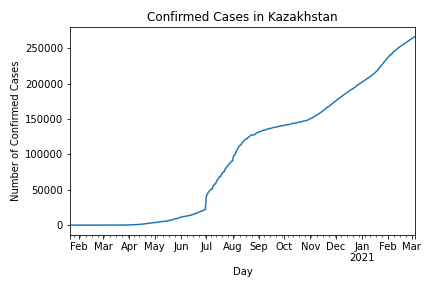 Confirmed Cases in Kazakhstan
Number of Confirmed Cases
250000
200000
150000
100000
50000
0
Feb Mar Apr May Jun Jul Aug Sep Oct Nov Dec Jan Feb Mar
2021
Day